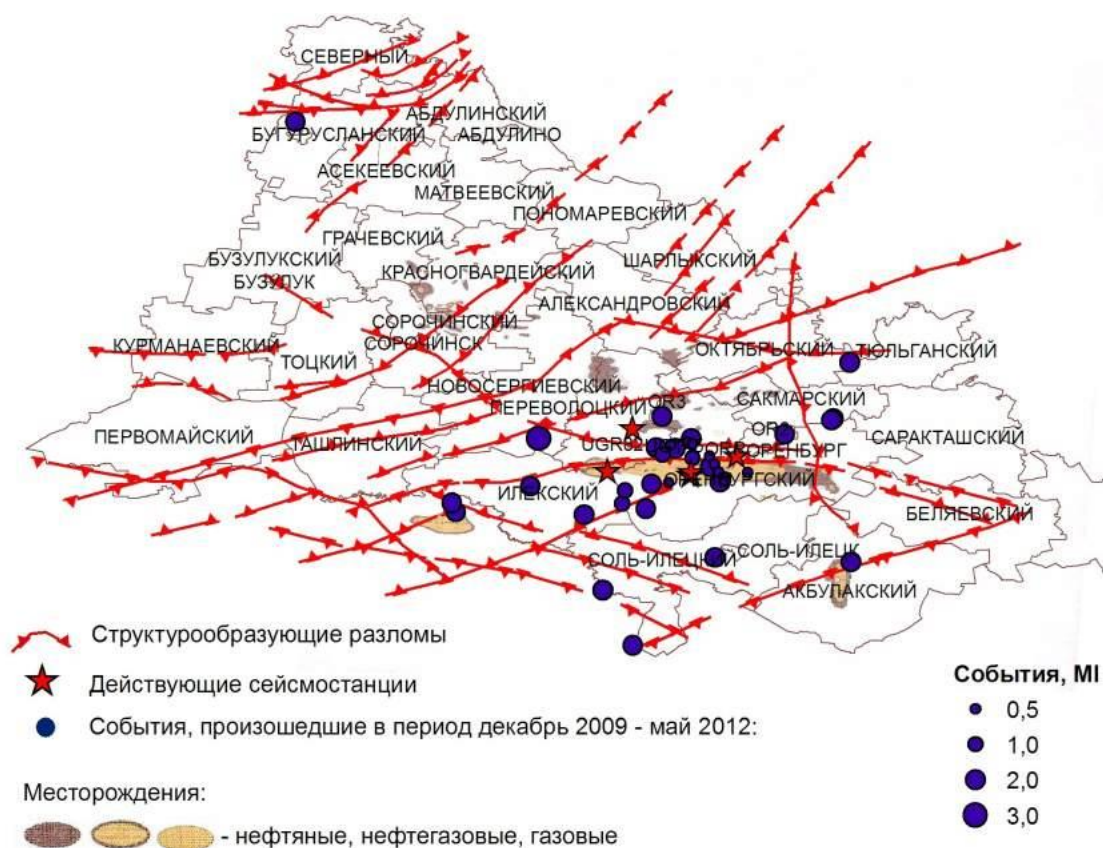 СЕВЕРНЫЙ
АБДУЛИНСКИЙ
БУГУРУСЛАНСКИЙ
АБДУЛИНО
АСЕКЕЕВСКИЙ
МАТВЕЕВСКИЙ
ПОНОМАРЕВСКИЙ
ГРАЧЕВСКИЙ
БУЗУЛУКСКИЙ
БУЗУЛУК
КРАСНОГВАРДЕЙСКИЙ
ШАРЛЫКСКИЙ
АЛЕКСАНДРОВСКИЙ
СОРОЧИНСКИЙ
СОРОЧИНСК
КУРМАНАЕВСКИЙ
ТОЦКИЙ
ОКТЯБРЬСКИЙ
ТЮЛЬГАНСКИЙ
НОВОСЕРГИЕВСКИЙ
ПЕРЕВОЛОЦКИЙ
OR3
САКМАРСКИЙ
ПЕРВОМАЙСКИЙ
ТАШЛИНСКИЙ
САРАКТАШСКИЙ
ОРЕНБУРГ
ИЛЕКСКИЙ
ОРЕНБУРГСКИЙ
БЕЛЯЕВСКИЙ
СОЛЬ-ИЛЕЦКИЙ
СОЛЬ-ИЛЕЦК
АКБУЛАКСКИЙ
Структурообразующие разломы
Действующие сейсмостанции
События, произошедшие в период декабрь 2009 - май 2012:
Месторождения:
- нефтяные, нефтегазовые, газовые
События, Ml
0,5
1,0
2,0
3,0